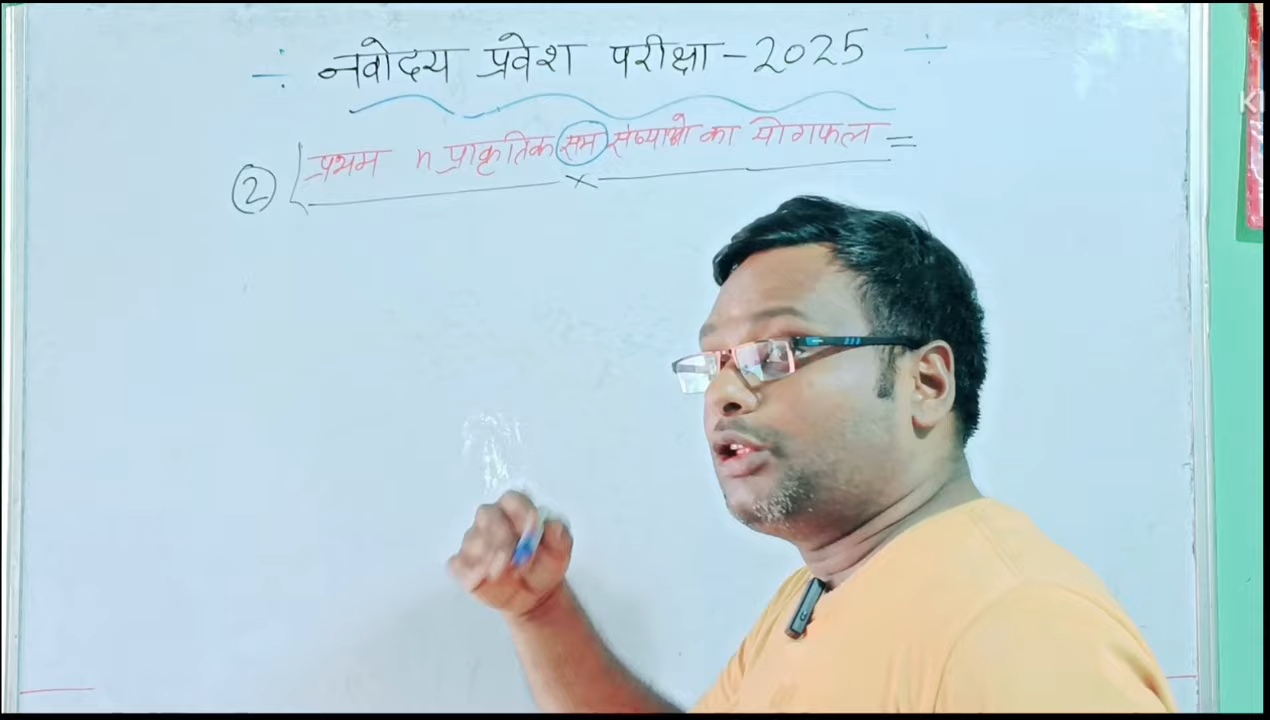 ÷ नवोदय प्रवेश परीक्षा - 2025 ÷
② प्रथम n प्राकृतिक सम संख्याओ का योगफल =
×